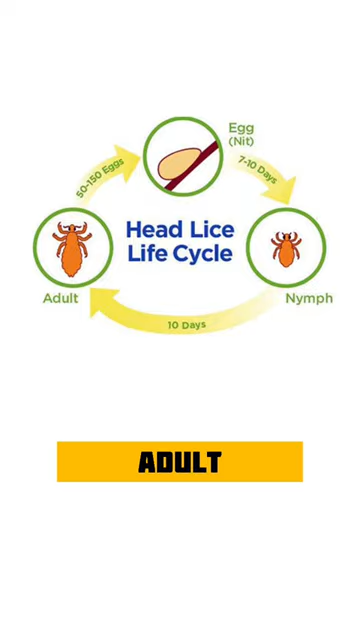 Egg
(Nit)
50-150 Eggs
7-10 Days
Head Lice
Life Cycle
Adult
Nymph
10 Days
ADULT